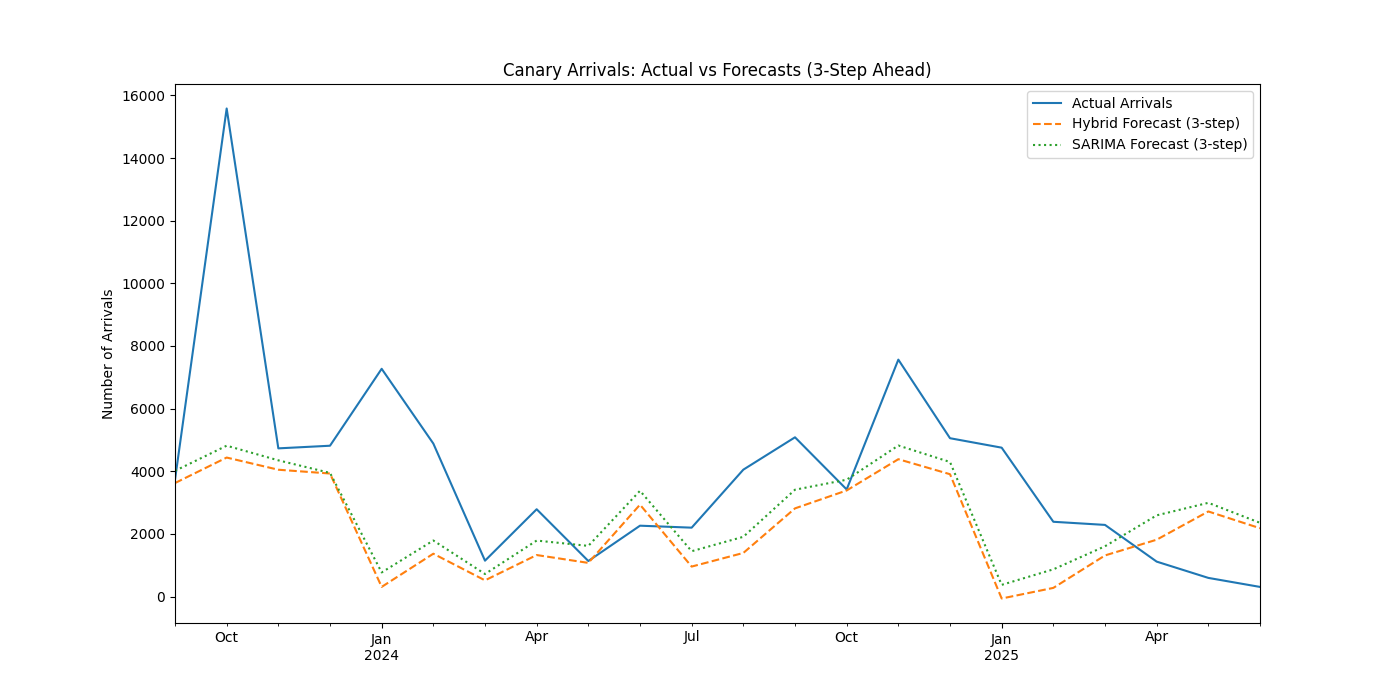 Canary Arrivals: Actual vs Forecasts (3-Step Ahead)
Actual Arrivals
Hybrid Forecast (3-step)
SARIMA Forecast (3-step)
Number of Arrivals
16000
14000
12000
10000
8000
6000
4000
2000
0
Oct Jan Apr Jul Oct Jan Apr
2024 2025